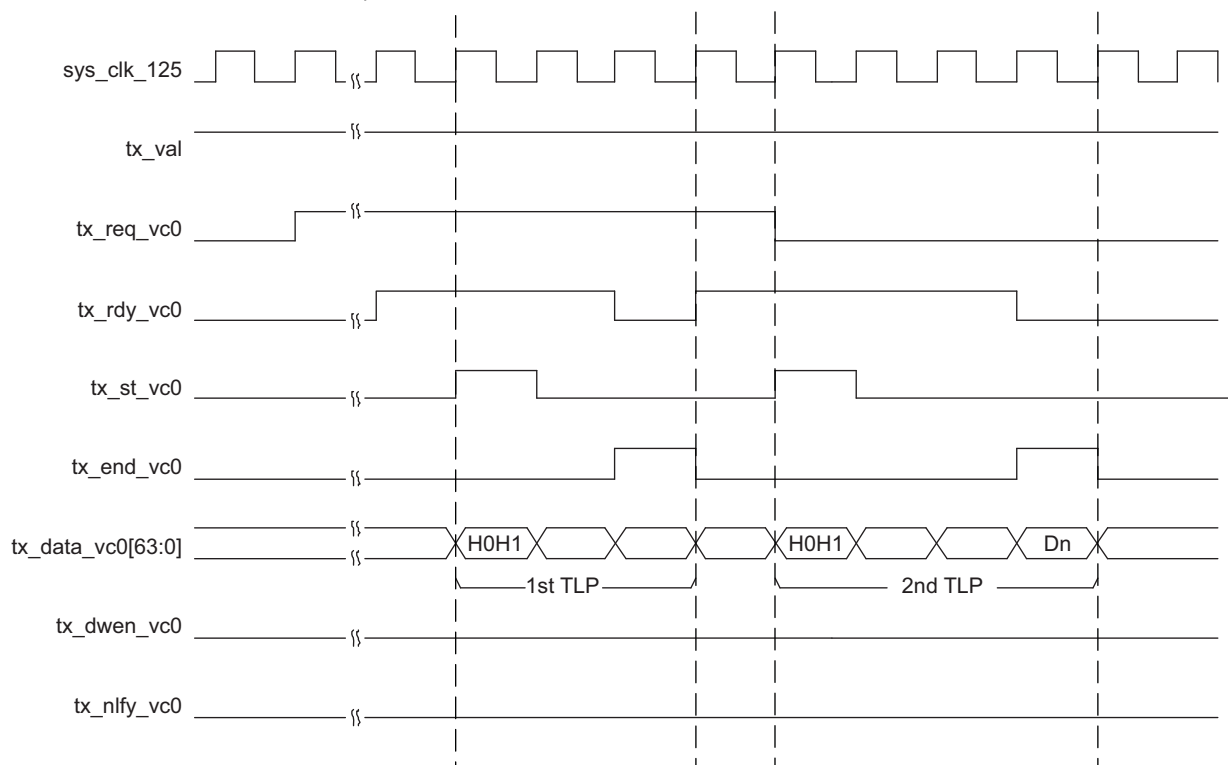 sys_clk_125
tx_val
tx_req_vc0
tx_rdy_vc0
tx_st_vc0
tx_end_vc0
tx_data_vc0[63:0]
H0H1
H0H1
Dn
1st TLP
2nd TLP
tx_dwen_vc0
tx_nlfy_vc0